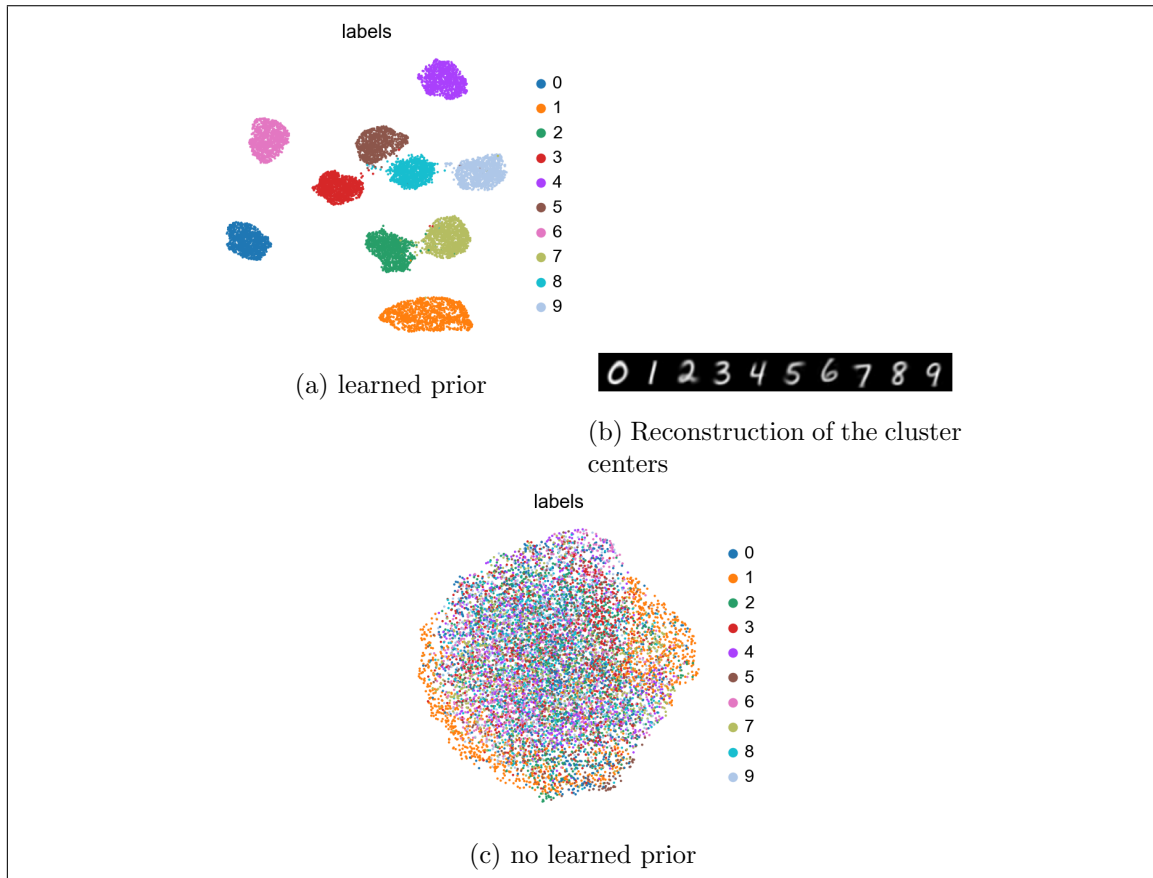 labels
0
1
2
3
4
5
6
7
8
9
(a) learned prior
0 1 2 3 4 5 6 7 8 9
(b) Reconstruction of the cluster
centers
labels
0
1
2
3
4
5
6
7
8
9
(c) no learned prior